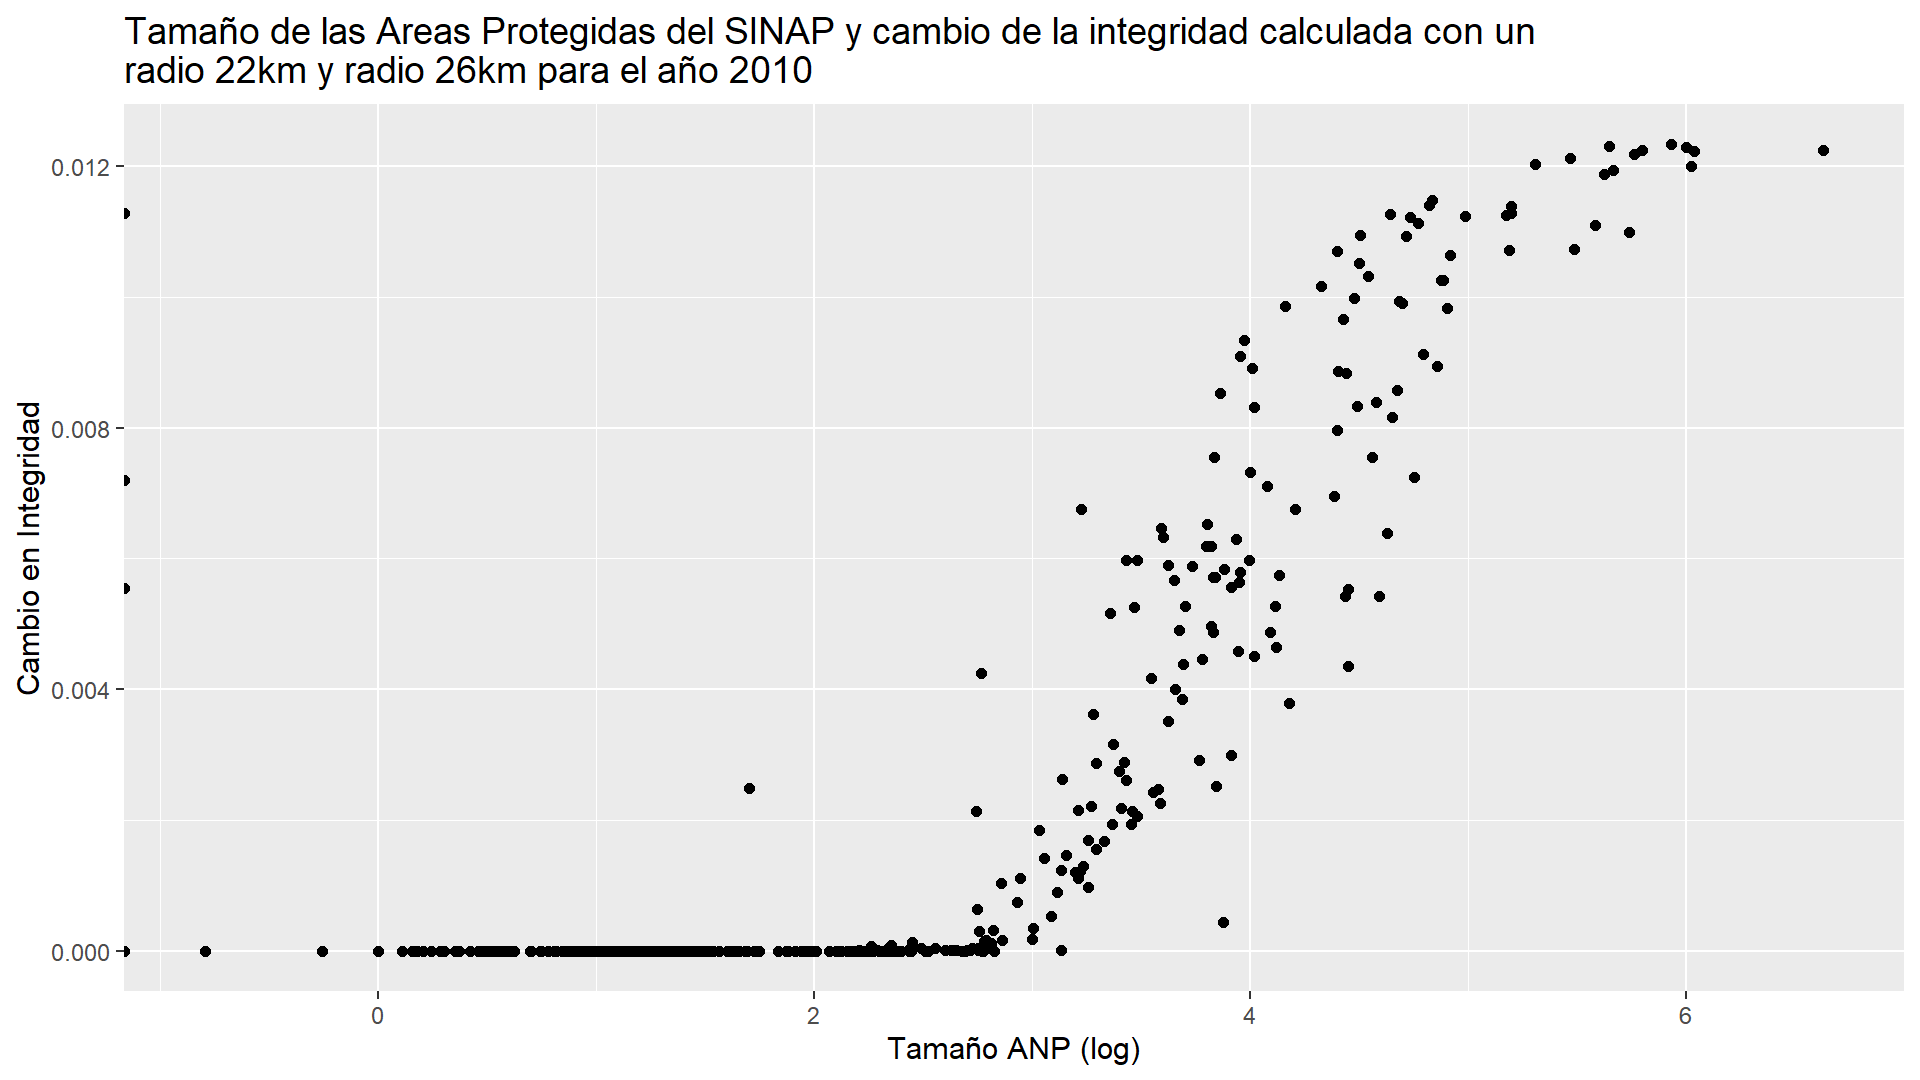 Tamaño de las Areas Protegidas del SINAP y cambio de la integridad calculada con un
radio 22km y radio 26km para el año 2010
0.012
0.008
0.004
0.000
Cambio en Integridad
0 2 4 6
Tamaño ANP (log)